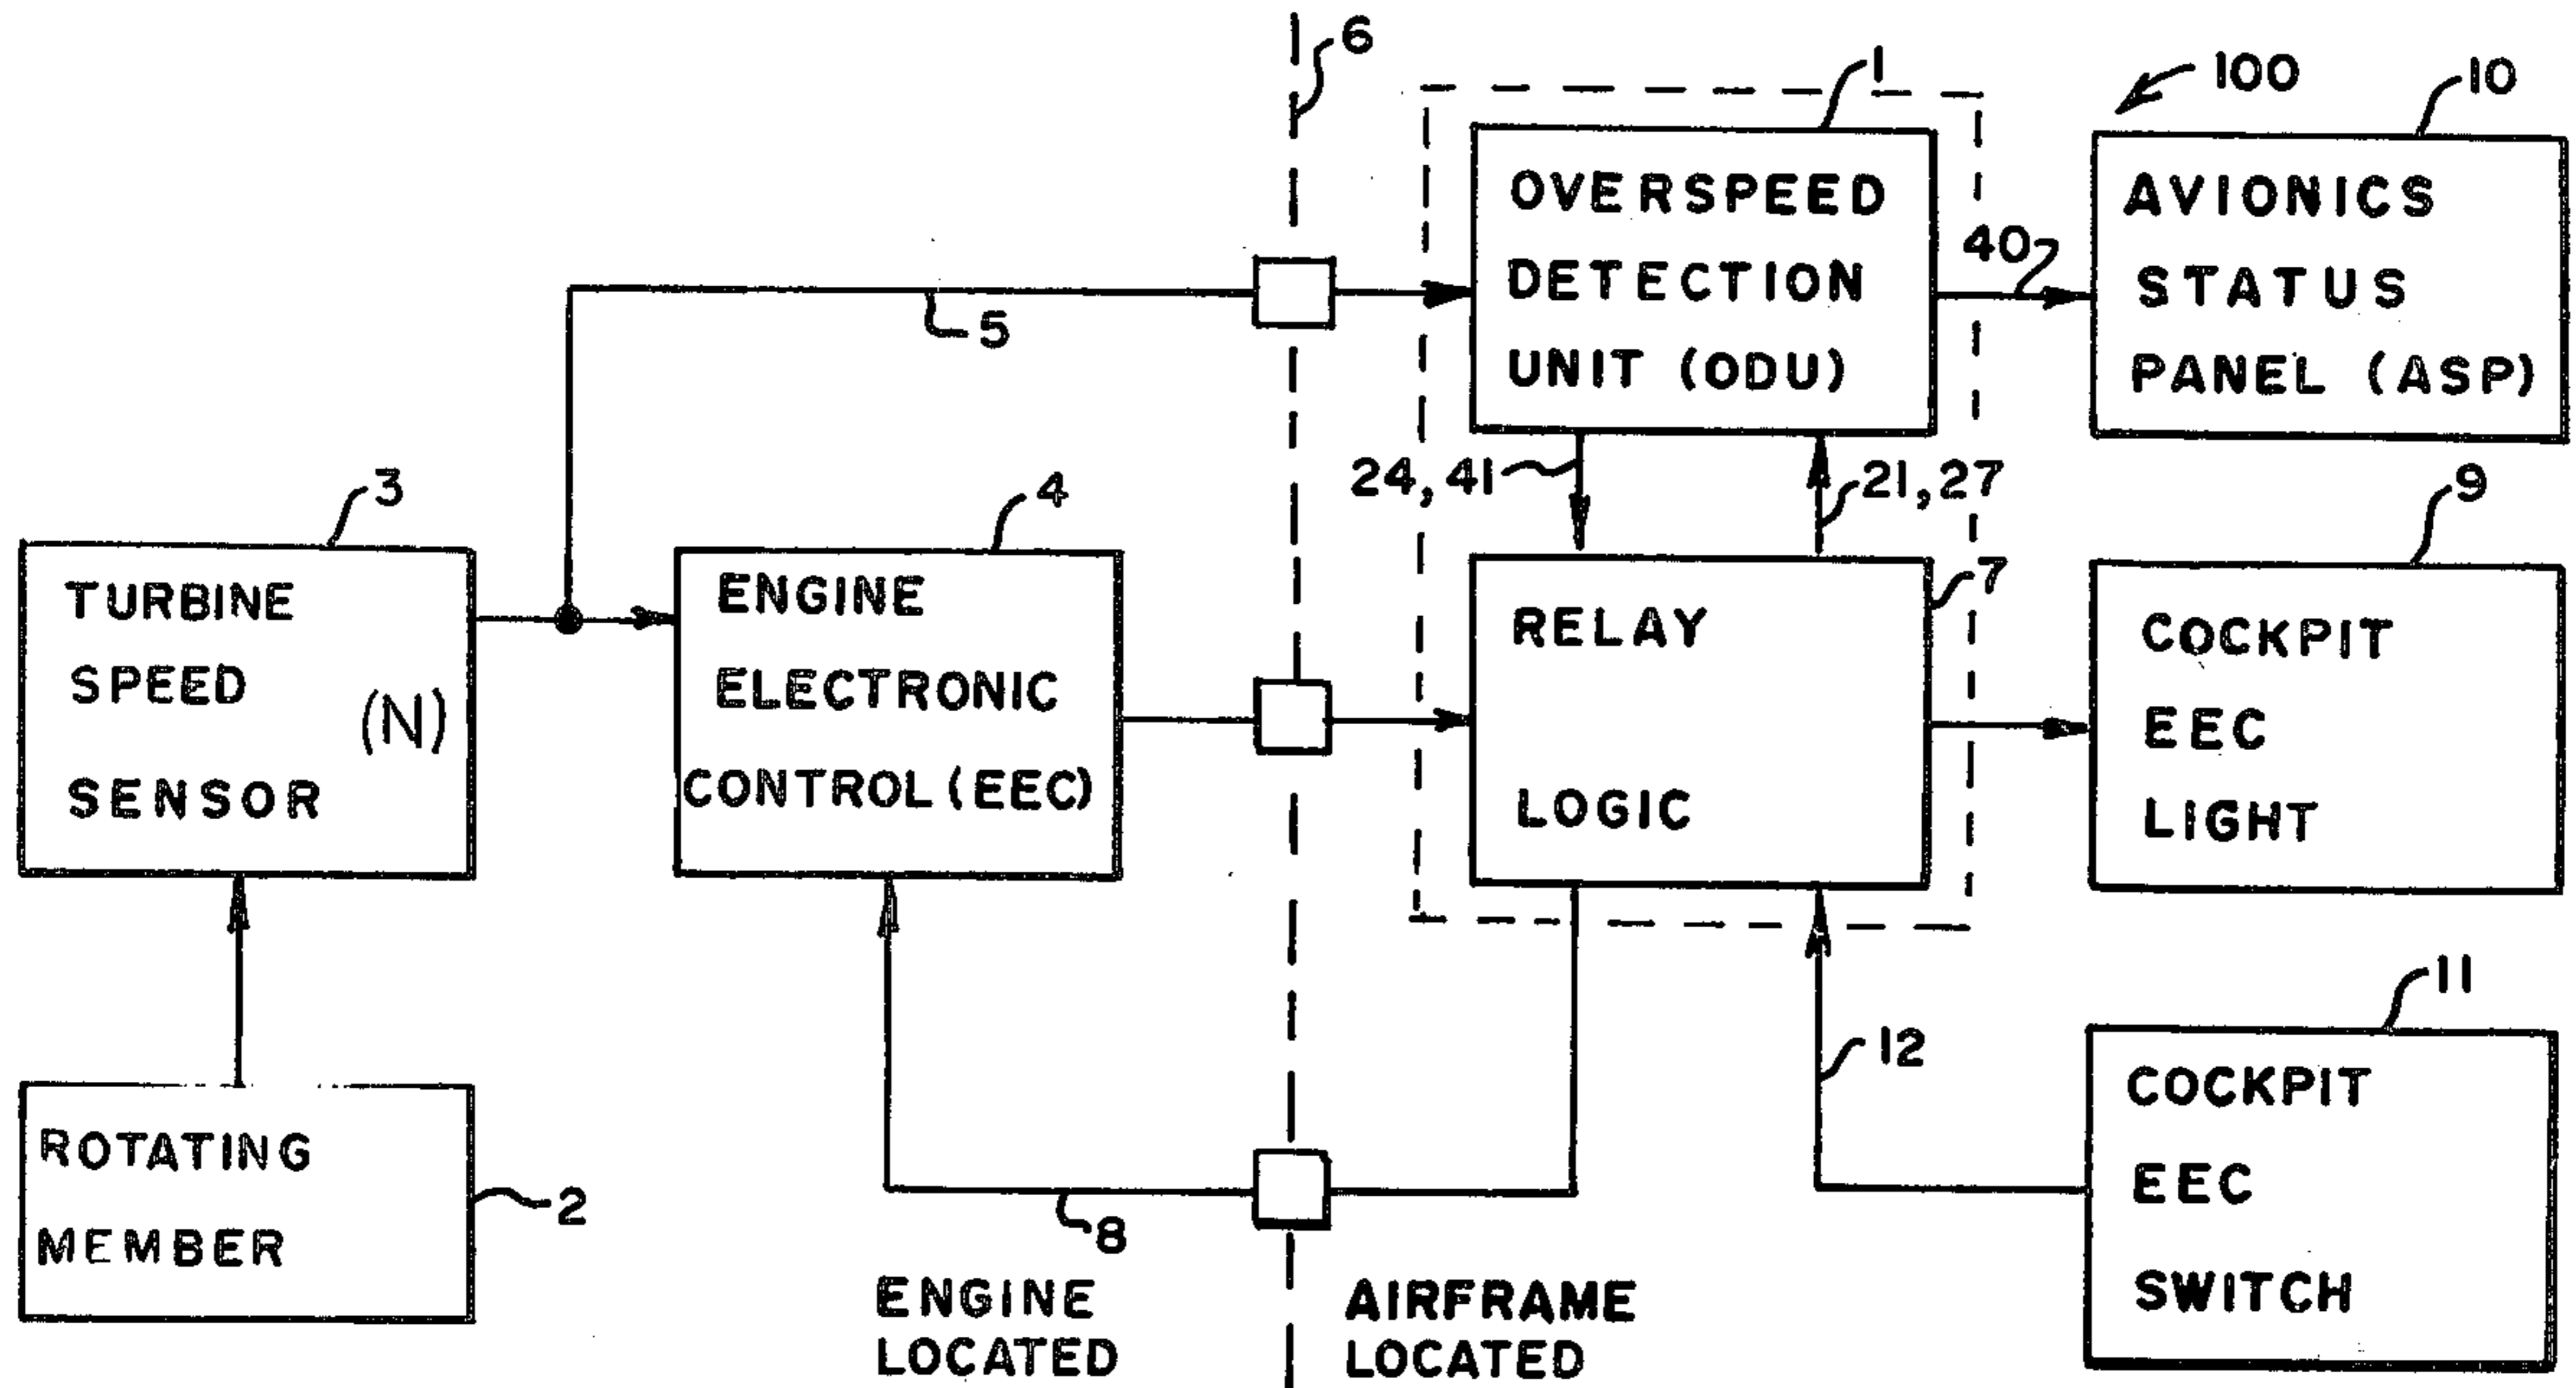 6
1
100
10
OVERSPEED
DETECTION
UNIT (ODU)
AVIONICS
STATUS
PANEL (ASP)
40
5
24, 41
21, 27
3
4
7
9
TURBINE
SPEED
(N)
SENSOR
ENGINE
ELECTRONIC
CONTROL (EEC)
RELAY
LOGIC
COCKPIT
EEC
LIGHT
11
12
ROTATING
MEMBER
2
8
COCKPIT
EEC
SWITCH
ENGINE
LOCATED
AIRFRAME
LOCATED